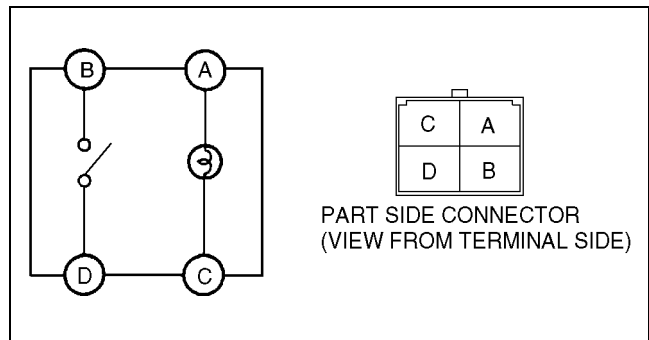 B A
C A
D B
D C
PART SIDE CONNECTOR
(VIEW FROM TERMINAL SIDE)